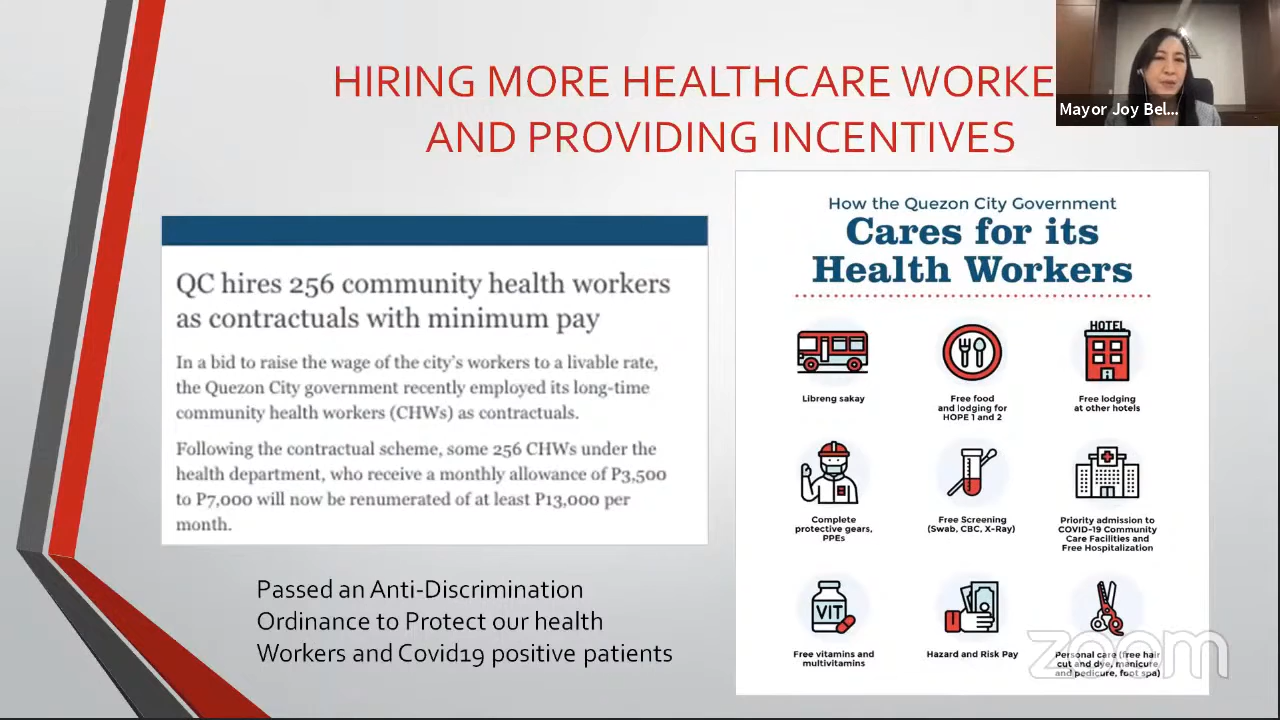 HIRING MORE HEALTHCARE WORKE
AND PROVIDING INCENTIVES
Mayor Joy Bel...
QC hires 256 community health workers
as contractuals with minimum pay
In a bid to raise the wage of the city's workers to a livable rate,
the Quezon City government recently employed its long-time
community health workers (CHWs) as contractuals.
Following the contractual scheme, some 256 CHWs under the
health department, who receive a monthly allowance of P3,500
to P7,000 will now be renumerated of at least P13,000 per
month.
Passed an Anti-Discrimination
Ordinance to Protect our health
Workers and Covid19 positive patients
How the Quezon City Government
Cares for its
Health Workers
Libreng sakay
Free food
and lodging for
HOPE 1 and 2
HOTEL
Free lodging
at other hotels
Complete
protective gears,
PPEs
Free Screening
(Swab, CBC, X-Ray)
Priority admission to
COVID-19 Community
Care Facilities and
Free Hospitalization
VIT
Free vitamins and
multivitamins
Hazard and Risk Pay
Personal care (free hair
cut and dye, manicure
and pedicure, foot spa)
zoom